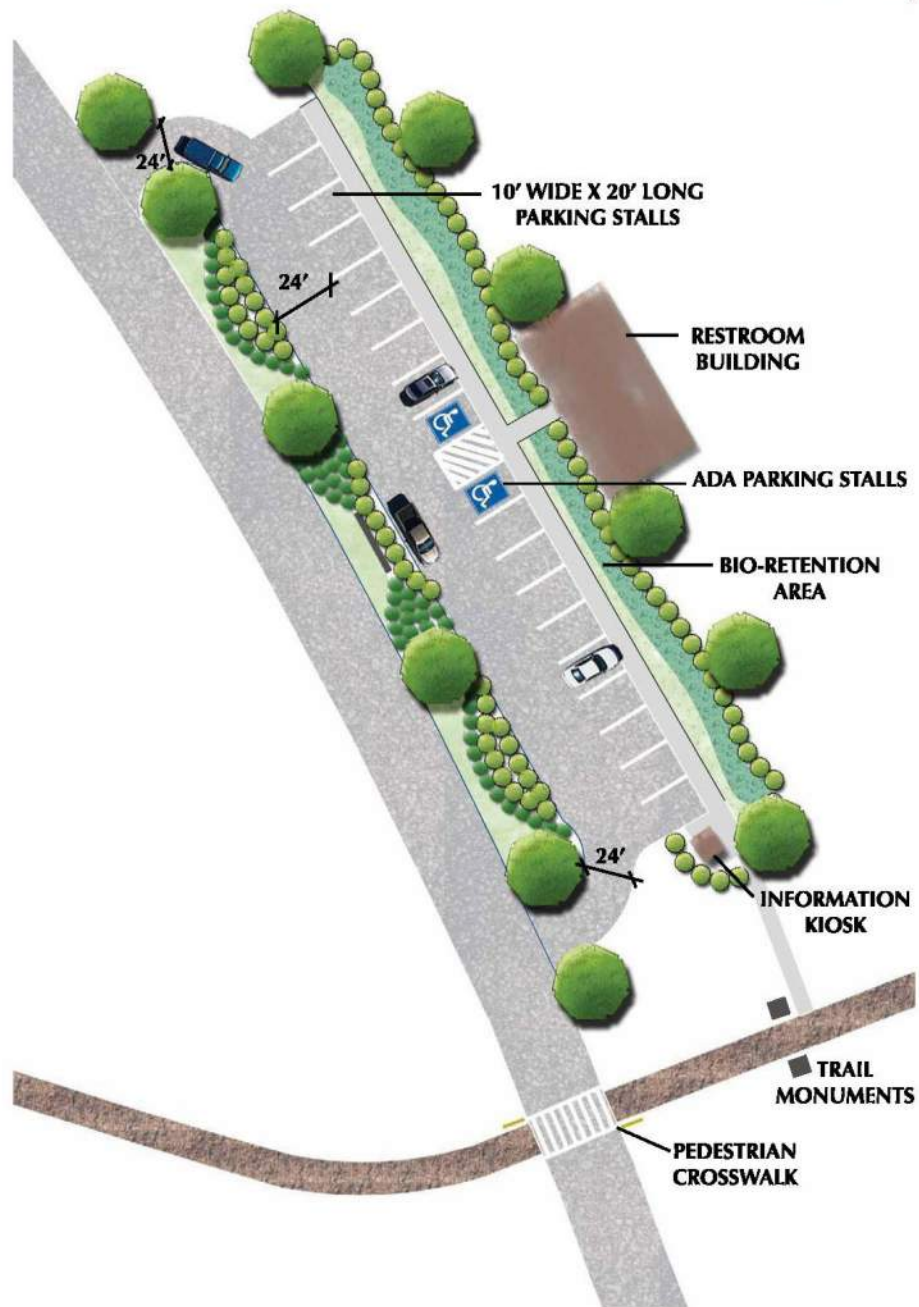 24'
10' WIDE X 20' LONG
PARKING STALLS
24'
RESTROOM
BUILDING
ADA PARKING STALLS
BIO-RETENTION
AREA
24'
INFORMATION
KIOSK
TRAIL
MONUMENTS
PEDESTRIAN
CROSSWALK